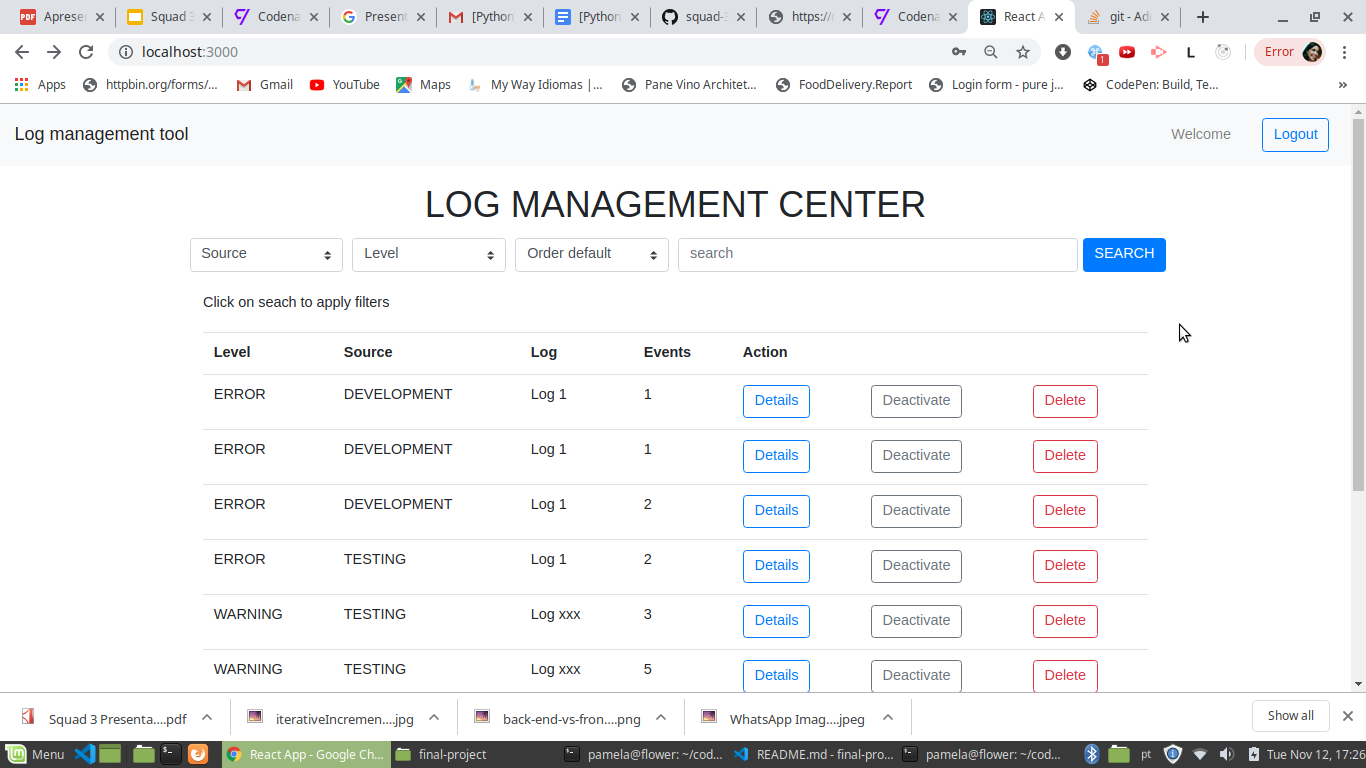 Apresen
Squad 3
Codena
Present
[Python
[Python
squad-3
https://
Codena
React A
git - Ad
localhost:3000
1
L
Error
Apps
httpbin.org/forms/...
Gmail
YouTube
Maps
My Way Idiomas |...
Pane Vino Architet...
FoodDelivery.Report
Login form - pure j...
CodePen: Build, Te...
»
Log management tool
Welcome
Logout
LOG MANAGEMENT CENTER
Source
Level
Order default
search
SEARCH
Click on seach to apply filters
Level Source Log Events Action
ERROR DEVELOPMENT Log 1 1 Details Deactivate Delete
ERROR DEVELOPMENT Log 1 1 Details Deactivate Delete
ERROR DEVELOPMENT Log 1 2 Details Deactivate Delete
ERROR TESTING Log 1 2 Details Deactivate Delete
WARNING TESTING Log xxx 3 Details Deactivate Delete
WARNING TESTING Log xxx 5 Details Deactivate Delete
Squad 3 Presenta....pdf
iterativeIncremen....jpg
back-end-vs-fron....png
WhatsApp Imag....jpeg
Show all
Menu
React App - Google Ch...
final-project
pamela@flower: ~/cod...
README.md - final-pro...
pamela@flower: ~/cod...
pt
Tue Nov 12, 17:26